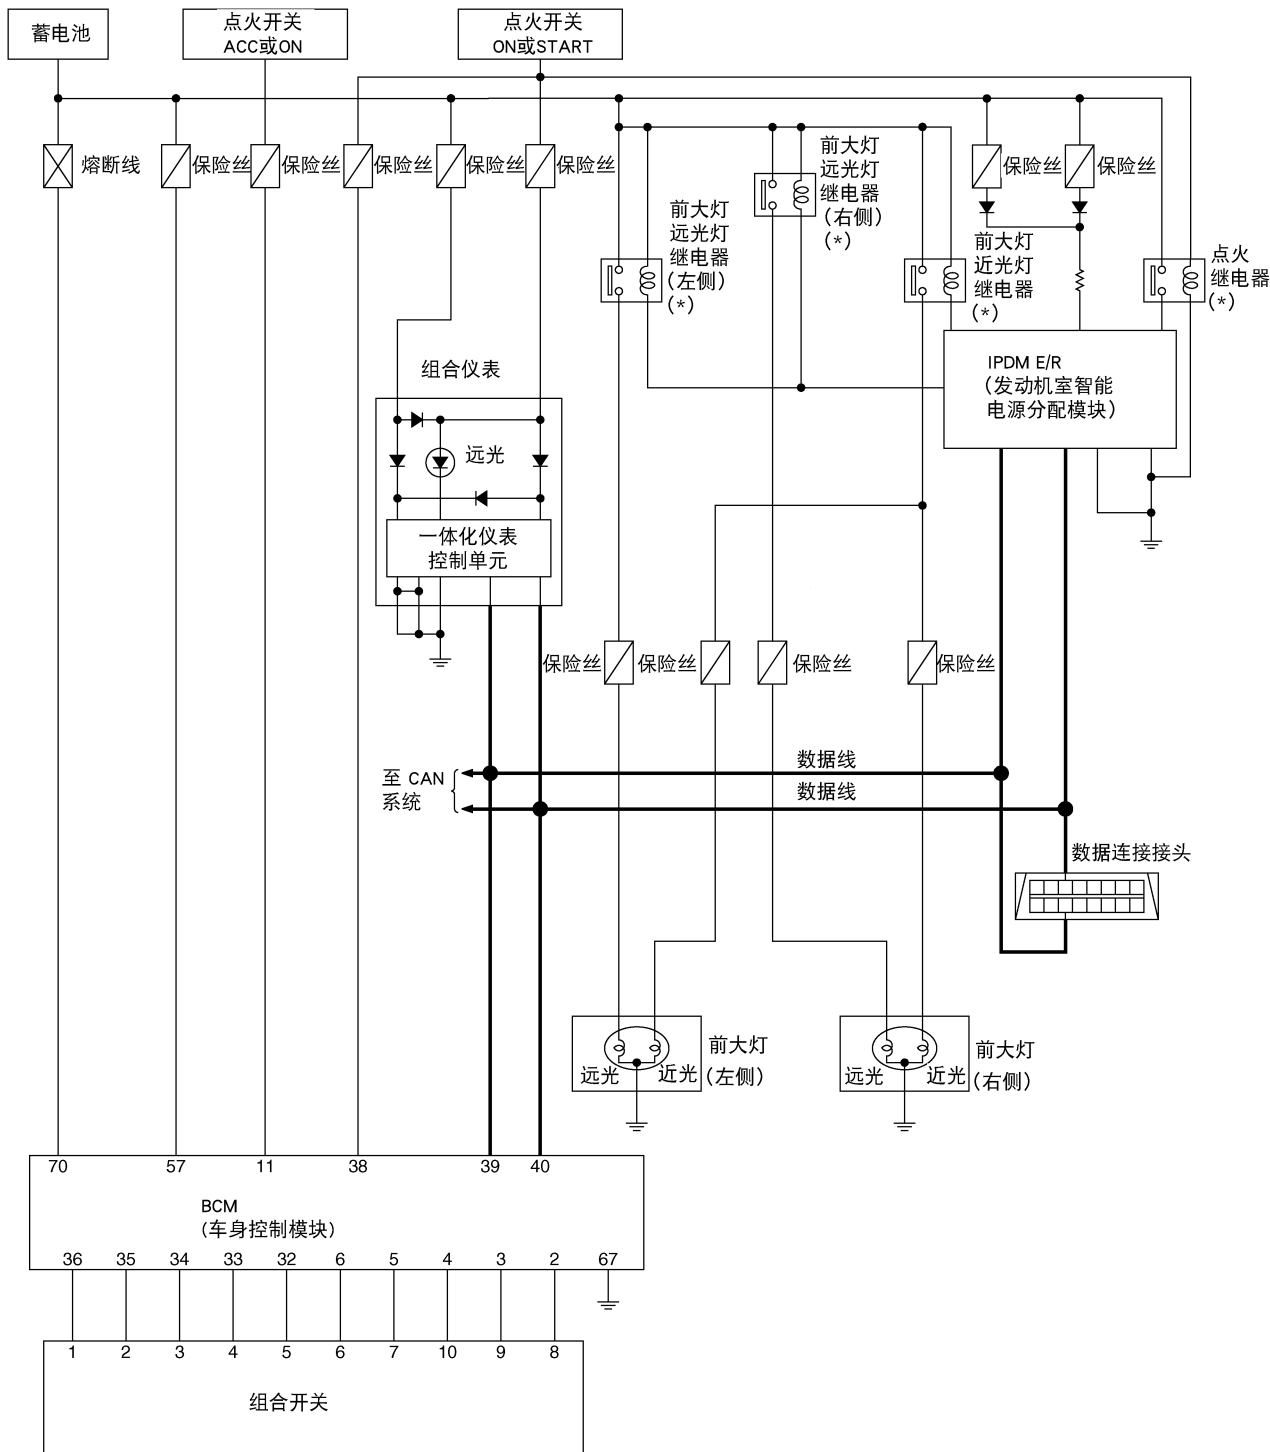 蓄电池
点火开关
ACC或ON
点火开关
ON或START
熔断线
保险丝
保险丝
保险丝
保险丝
保险丝
保险丝
保险丝
前大灯
远光灯
继电器
(右侧)
(*)
前大灯
远光灯
继电器
(左侧)
(*)
前大灯
近光灯
继电器
(*)
点火
继电器
(*)
IPDM E/R
(发动机室智能
电源分配模块)
组合仪表
远光
一体化仪表
控制单元
保险丝
保险丝
保险丝
保险丝
数据线
至 CAN
系统
数据线
数据连接接头
远光
近光
前大灯
(左侧)
远光
近光
前大灯
(右侧)
70 57 11 38 39 40
BCM
(车身控制模块)
36 35 34 33 32 6 5 4 3 2 67
1 2 3 4 5 6 7 10 9 8
组合开关